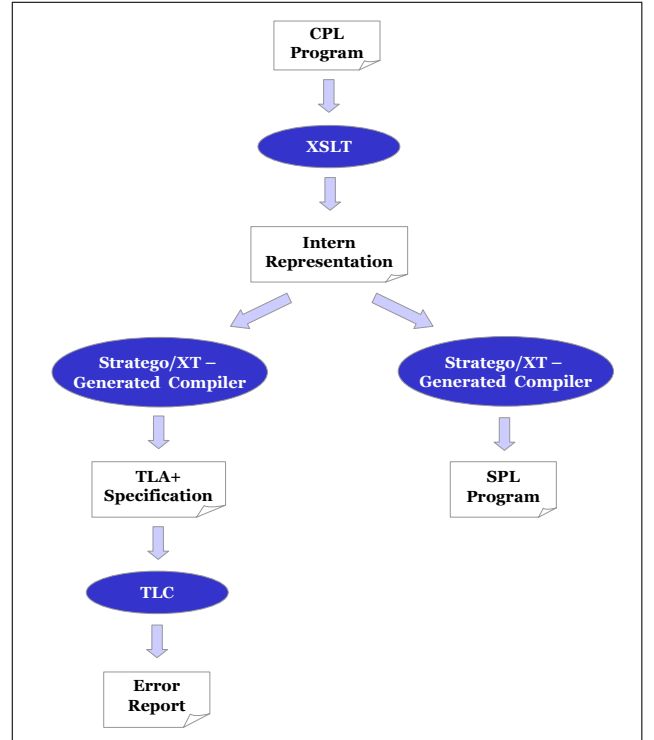 CPL
Program
XSLT
Intern
Representation
Stratego/XT –
Generated Compiler
Stratego/XT –
Generated Compiler
TLA+
Specification
SPL
Program
TLC
Error
Report